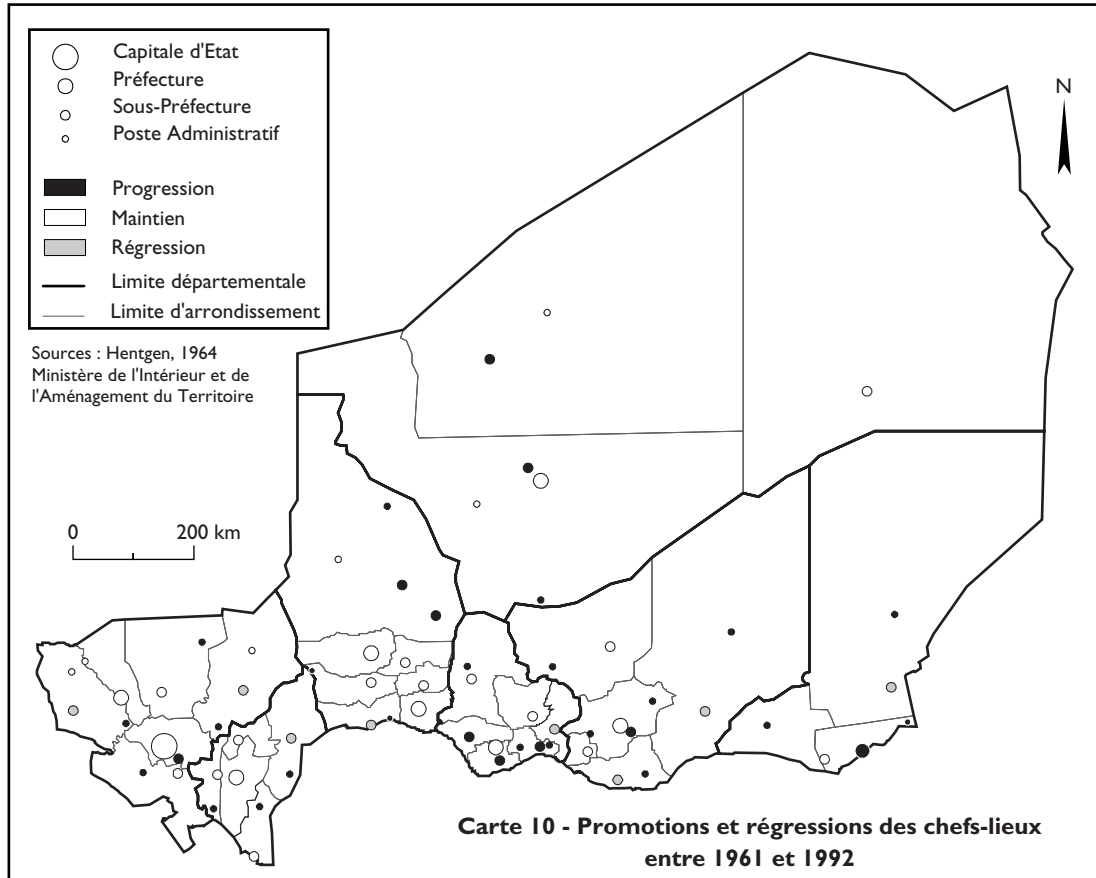 Capitale d'Etat
Préfecture
Sous-Préfecture
Poste Administratif
Progression
Maintien
Régression
Limite départementale
Limite d'arrondissement
Sources : Hentgen, 1964
Ministère de l'Intérieur et de
l'Aménagement du Territoire
N
0 200 km
Carte 10 - Promotions et régressions des chefs-lieux
entre 1961 et 1992